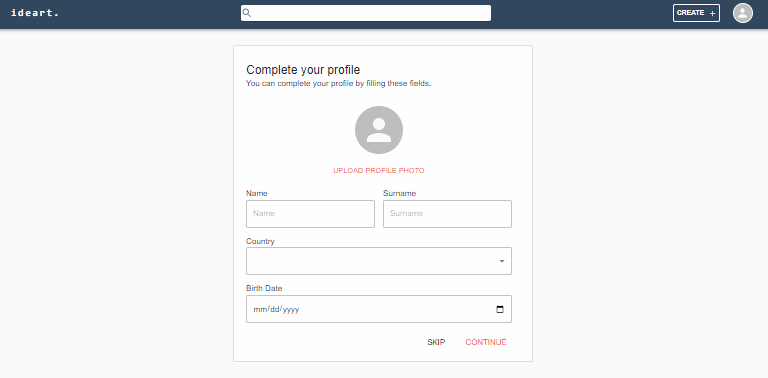 ideart.
CREATE +
Complete your profile
You can complete your profile by filling these fields.
UPLOAD PROFILE PHOTO
Name Surname
Name Surname
Country
Birth Date
mm/dd/yyyy
SKIP CONTINUE